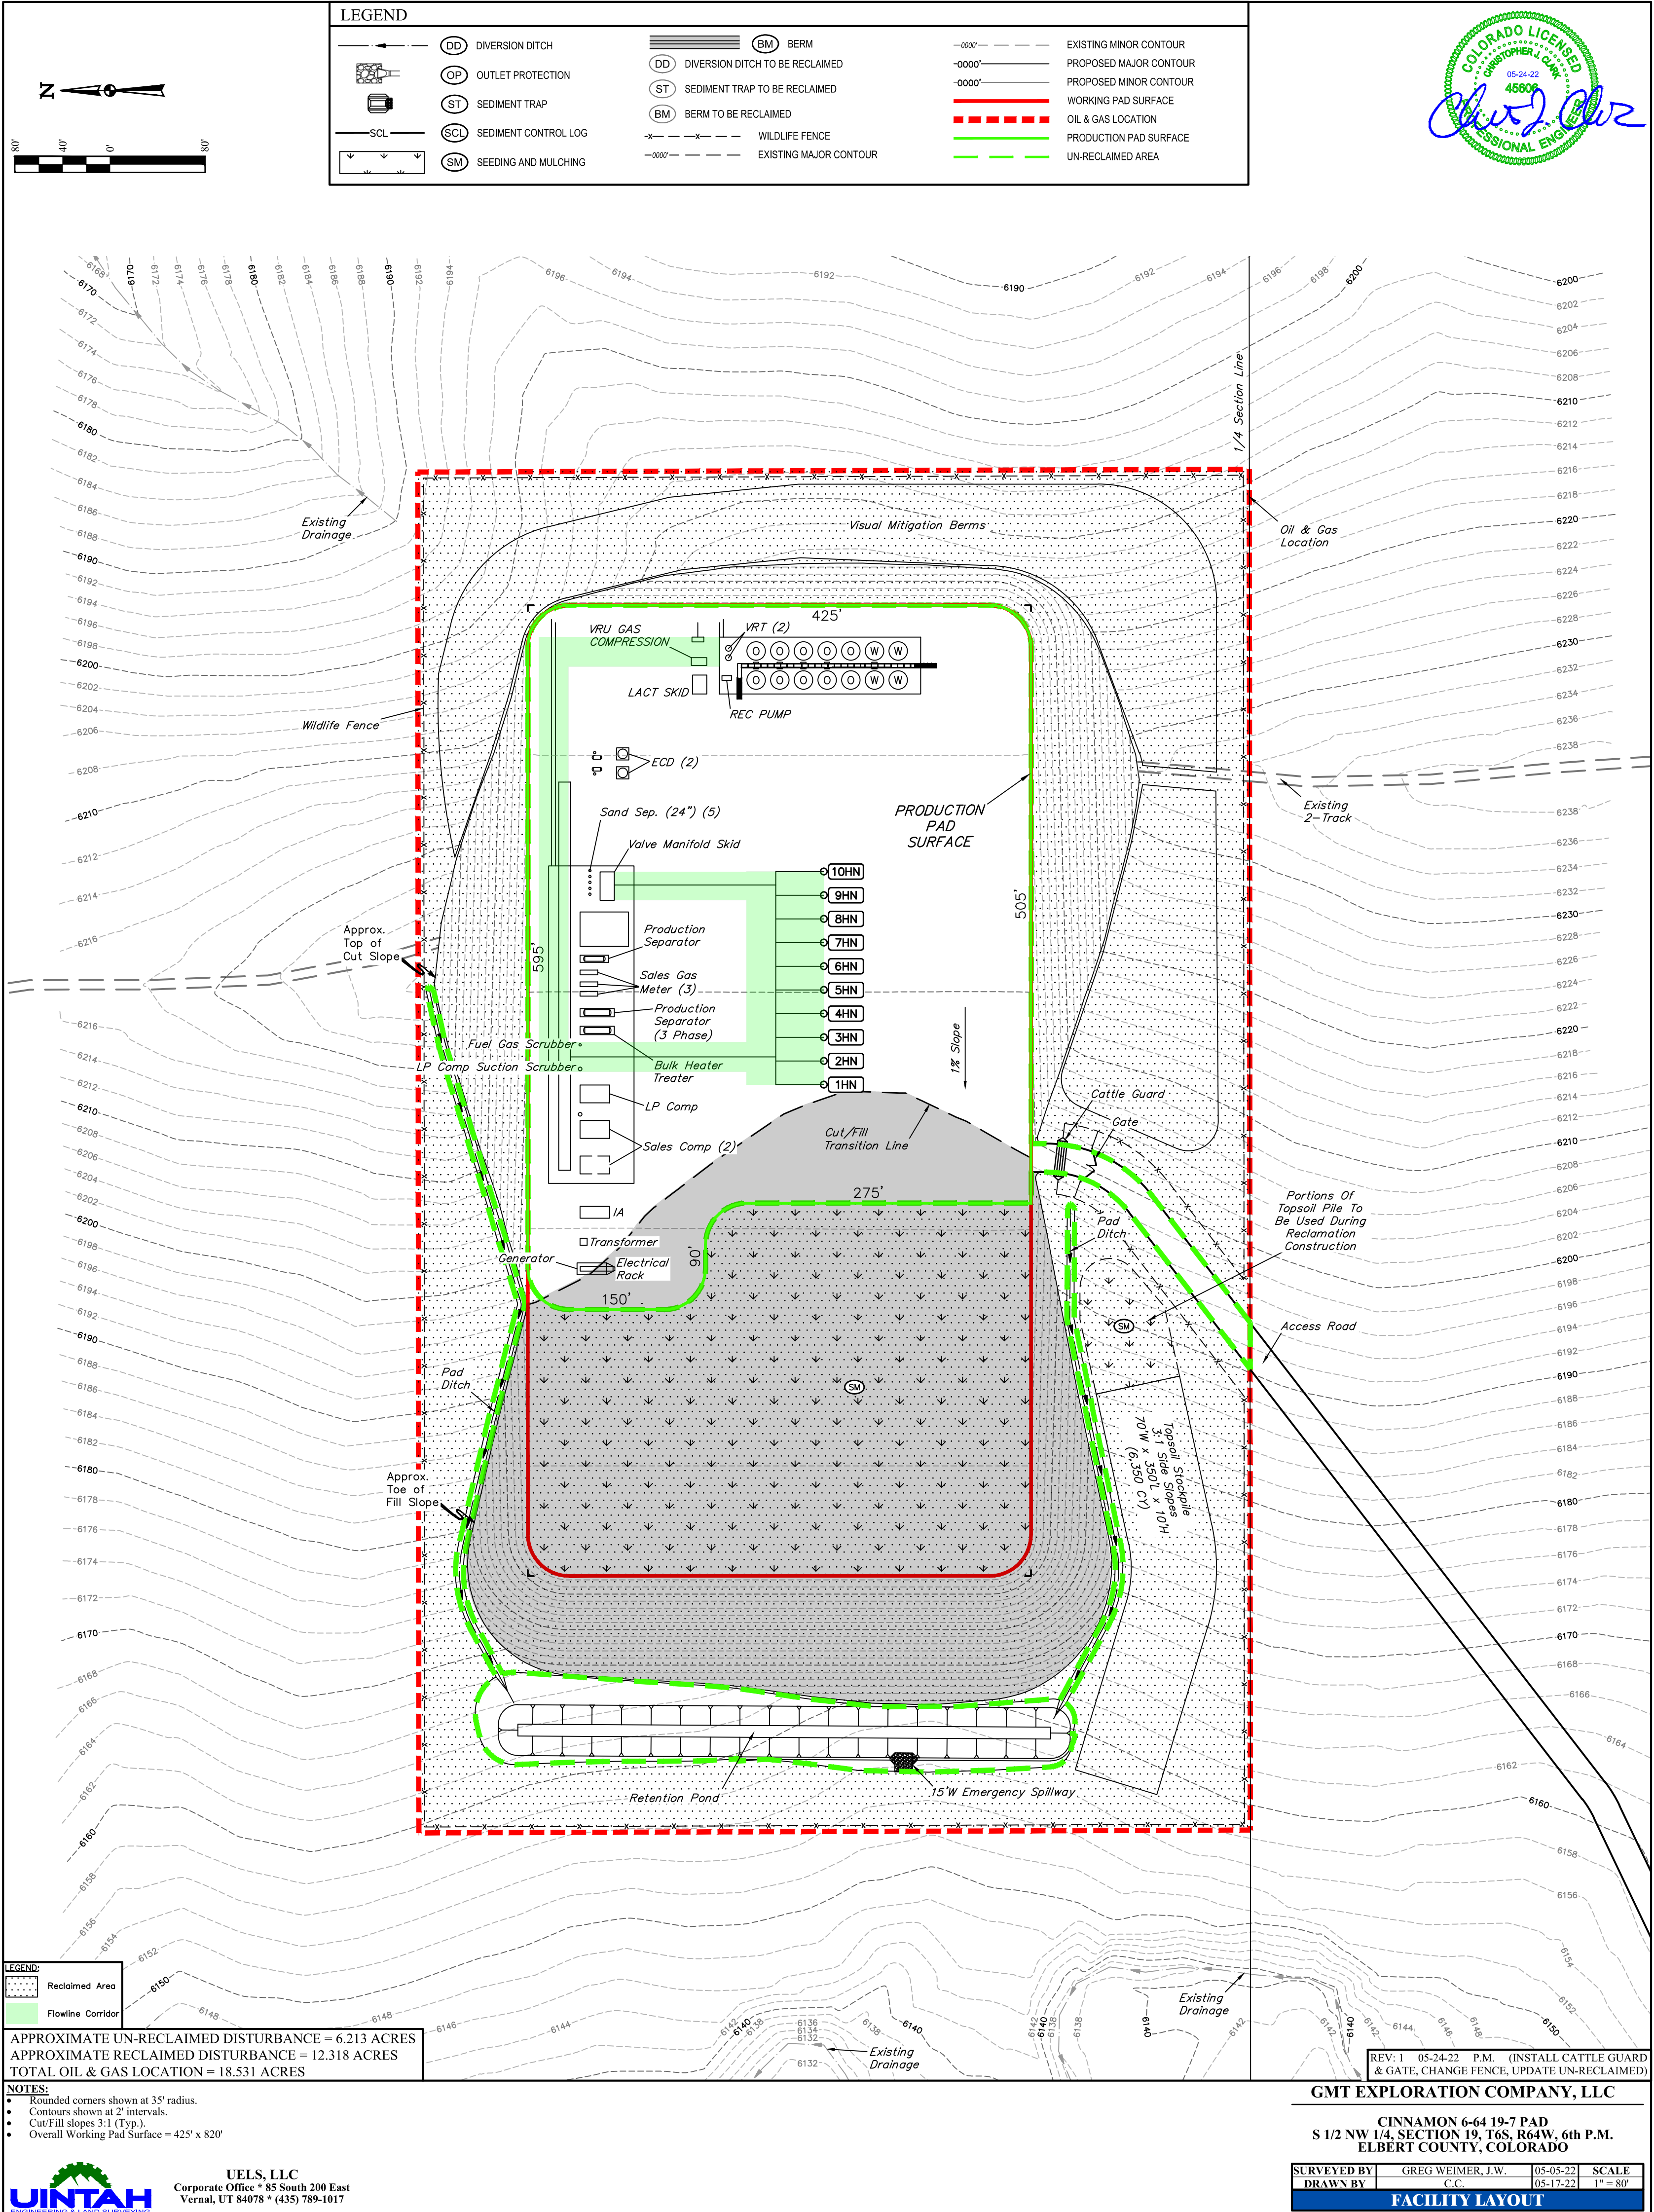 LEGEND
DD DIVERSION DITCH
OP OUTLET PROTECTION
ST SEDIMENT TRAP
SCL SCL SEDIMENT CONTROL LOG
SM SEEDING AND MULCHING
BM BERM
DD DIVERSION DITCH TO BE RECLAIMED
ST SEDIMENT TRAP TO BE RECLAIMED
BM BERM TO BE RECLAIMED
X X WILDLIFE FENCE
0000' EXISTING MAJOR CONTOUR
0000' EXISTING MINOR CONTOUR
0000' PROPOSED MAJOR CONTOUR
0000' PROPOSED MINOR CONTOUR
WORKING PAD SURFACE
OIL & GAS LOCATION
PRODUCTION PAD SURFACE
UN-RECLAIMED AREA
COLORADO LICENSED
CHRISTOPHER J. CLARK
05-24-22
45606
PROFESSIONAL ENGINEER
N
80' 40' 0' 80'
1/4 Section Line
Existing
Drainage
Visual Mitigation Berms
Oil & Gas
Location
425'
VRU GAS
COMPRESSION
VRT (2)
O O O O O W W
O O O O O W W
LACT SKID
REC PUMP
Wildlife Fence
ECD (2)
Existing
2-Track
Sand Sep. (24") (5)
PRODUCTION
PAD
SURFACE
Valve Manifold Skid
10HN
9HN
8HN
7HN
6HN
5HN
4HN
3HN
2HN
1HN
505'
595'
Approx.
Top of
Cut Slope
Production
Separator
Sales Gas
Meter (3)
Production
Separator
(3 Phase)
Fuel Gas Scrubber
LP Comp Suction Scrubber
Bulk Heater
Treater
1% Slope
LP Comp
Cattle Guard
Gate
Cut/Fill
Transition Line
Sales Comp (2)
275'
Portions Of
Topsoil Pile To
Be Used During
Reclamation
Construction
IA
Pad
Ditch
Transformer
Generator
Electrical
Rack
90'
150'
SM
Access Road
Pad
Ditch
SM
Topsoil Stockpile
3:1 Side Slopes
70'W x 350'L x 10'H
(6,350 CY)
Approx.
Toe of
Fill Slope
Retention Pond
15'W Emergency Spillway
Existing
Drainage
Existing
Drainage
LEGEND:
Reclaimed Area
Flowline Corridor
APPROXIMATE UN-RECLAIMED DISTURBANCE = 6.213 ACRES
APPROXIMATE RECLAIMED DISTURBANCE = 12.318 ACRES
TOTAL OIL & GAS LOCATION = 18.531 ACRES
REV: 1 05-24-22 P.M. (INSTALL CATTLE GUARD
& GATE, CHANGE FENCE, UPDATE UN-RECLAIMED)
NOTES:
• Rounded corners shown at 35' radius.
• Contours shown at 2' intervals.
• Cut/Fill slopes 3:1 (Typ.).
• Overall Working Pad Surface = 425' x 820'
UINTAH
ENGINEERING & LAND SURVEYING
UELS, LLC
Corporate Office * 85 South 200 East
Vernal, UT 84078 * (435) 789-1017
GMT EXPLORATION COMPANY, LLC
CINNAMON 6-64 19-7 PAD
S 1/2 NW 1/4, SECTION 19, T6S, R64W, 6th P.M.
ELBERT COUNTY, COLORADO
SURVEYED BY GREG WEIMER, J.W. 05-05-22 SCALE
DRAWN BY C.C. 05-17-22 1" = 80'
FACILITY LAYOUT